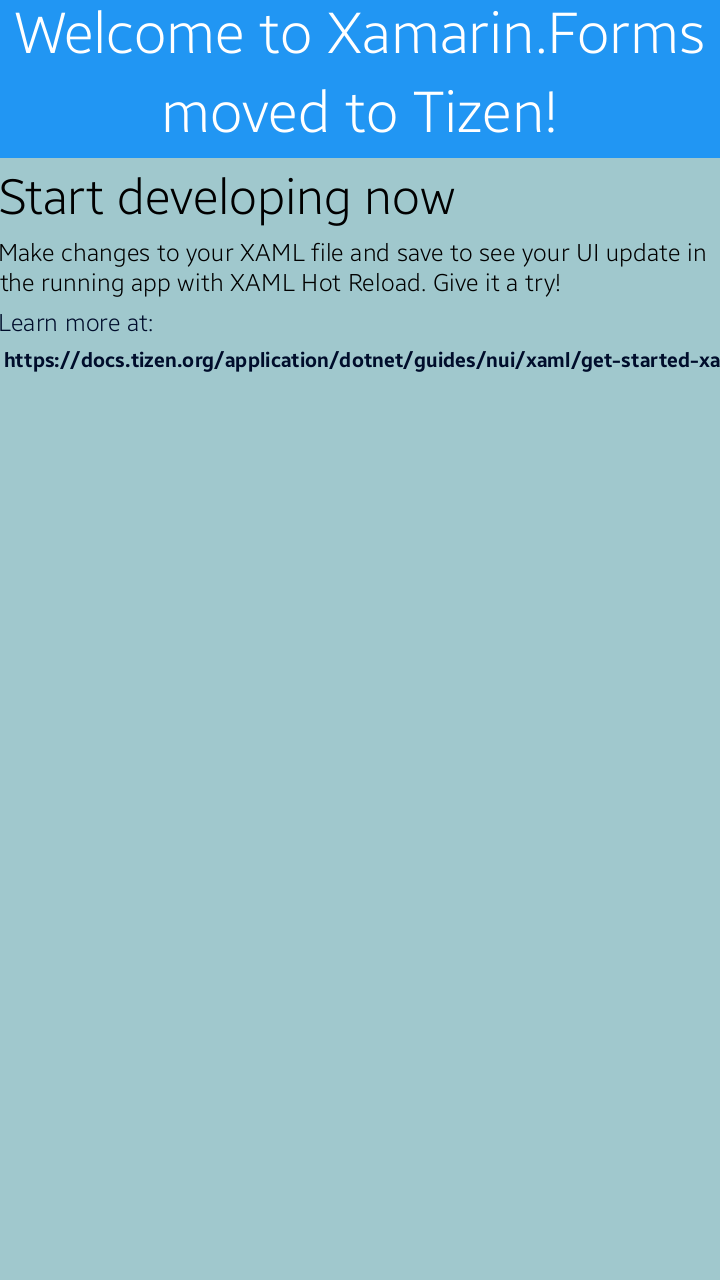 Welcome to Xamarin.Forms
moved to Tizen!
Start developing now
Make changes to your XAML file and save to see your UI update in
the running app with XAML Hot Reload. Give it a try!
Learn more at:
https://docs.tizen.org/application/dotnet/guides/nui/xaml/get-started-xa